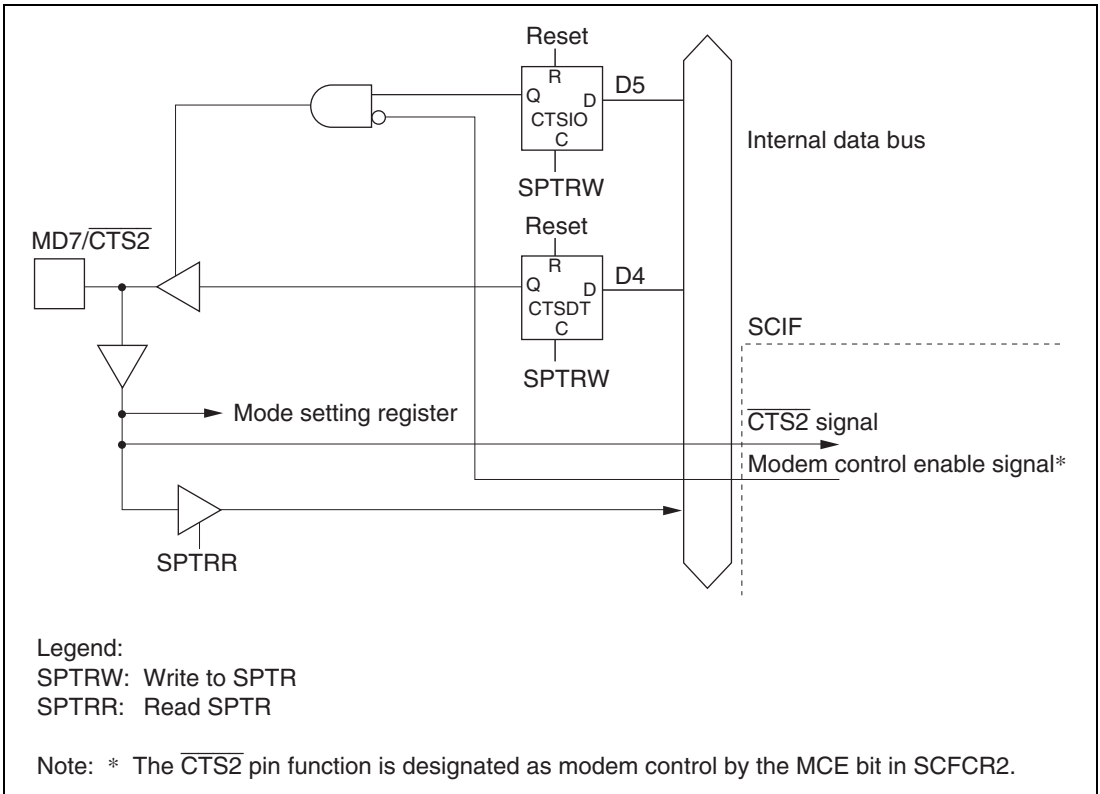 Reset
R
Q
D
D5
CTSIO
C
SPTRW
Internal data bus
Reset
R
MD7/CTS2
Q
D
D4
CTSDT
C
SPTRW
SCIF
Mode setting register
CTS2 signal
Modem control enable signal*
SPTRR
Legend:
SPTRW: Write to SPTR
SPTRR: Read SPTR
Note: * The CTS2 pin function is designated as modem control by the MCE bit in SCFCR2.